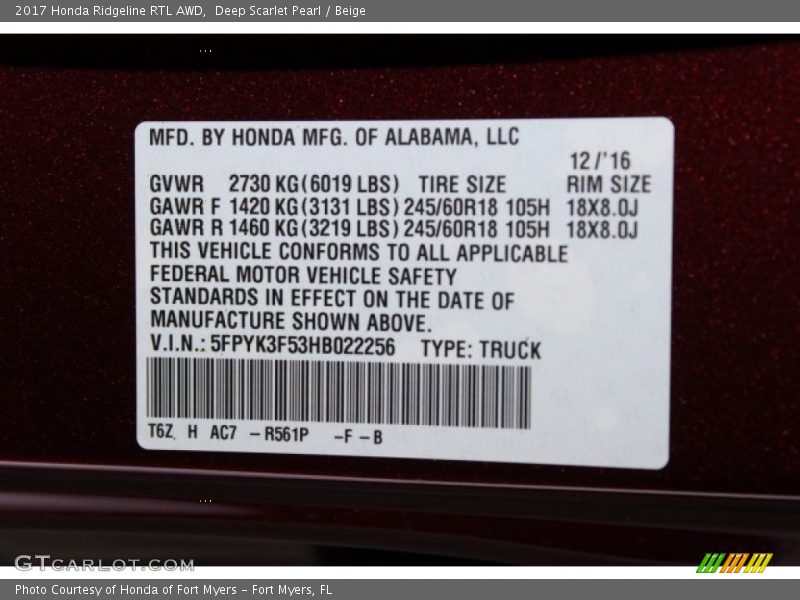 2017 Honda Ridgeline RTL AWD,  Deep Scarlet Pearl / Beige
MFD. BY HONDA MFG. OF ALABAMA, LLC
12/'16
GVWR 2730 KG(6019 LBS) TIRE SIZE RIM SIZE
GAWR F 1420 KG(3131 LBS) 245/60R18 105H 18X8.0J
GAWR R 1460 KG(3219 LBS) 245/60R18 105H 18X8.0J
THIS VEHICLE CONFORMS TO ALL APPLICABLE
FEDERAL MOTOR VEHICLE SAFETY
STANDARDS IN EFFECT ON THE DATE OF
MANUFACTURE SHOWN ABOVE.
V.I.N.: 5FPYK3F53HB022256 TYPE: TRUCK
T6Z H AC7 -R561P -F-B
GTCARLOT.COM
Photo Courtesy of Honda of Fort Myers - Fort Myers, FL